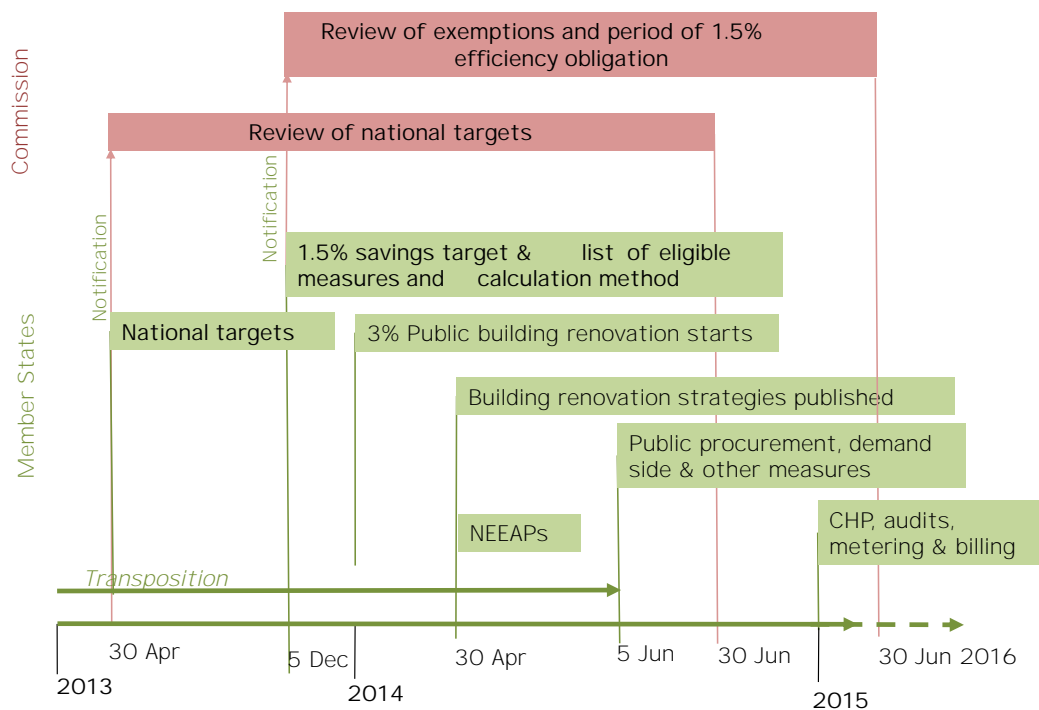 Commission
Review of exemptions and period of 1.5%
efficiency obligation
Review of national targets
Notification
Notification
Member States
1.5% savings target & list of eligible
measures and calculation method
National targets
3% Public building renovation starts
Building renovation strategies published
Public procurement, demand
side & other measures
NEEAPs
CHP, audits,
metering & billing
Transposition
30 Apr
5 Dec
30 Apr
5 Jun
30 Jun
30 Jun 2016
2013
2014
2015